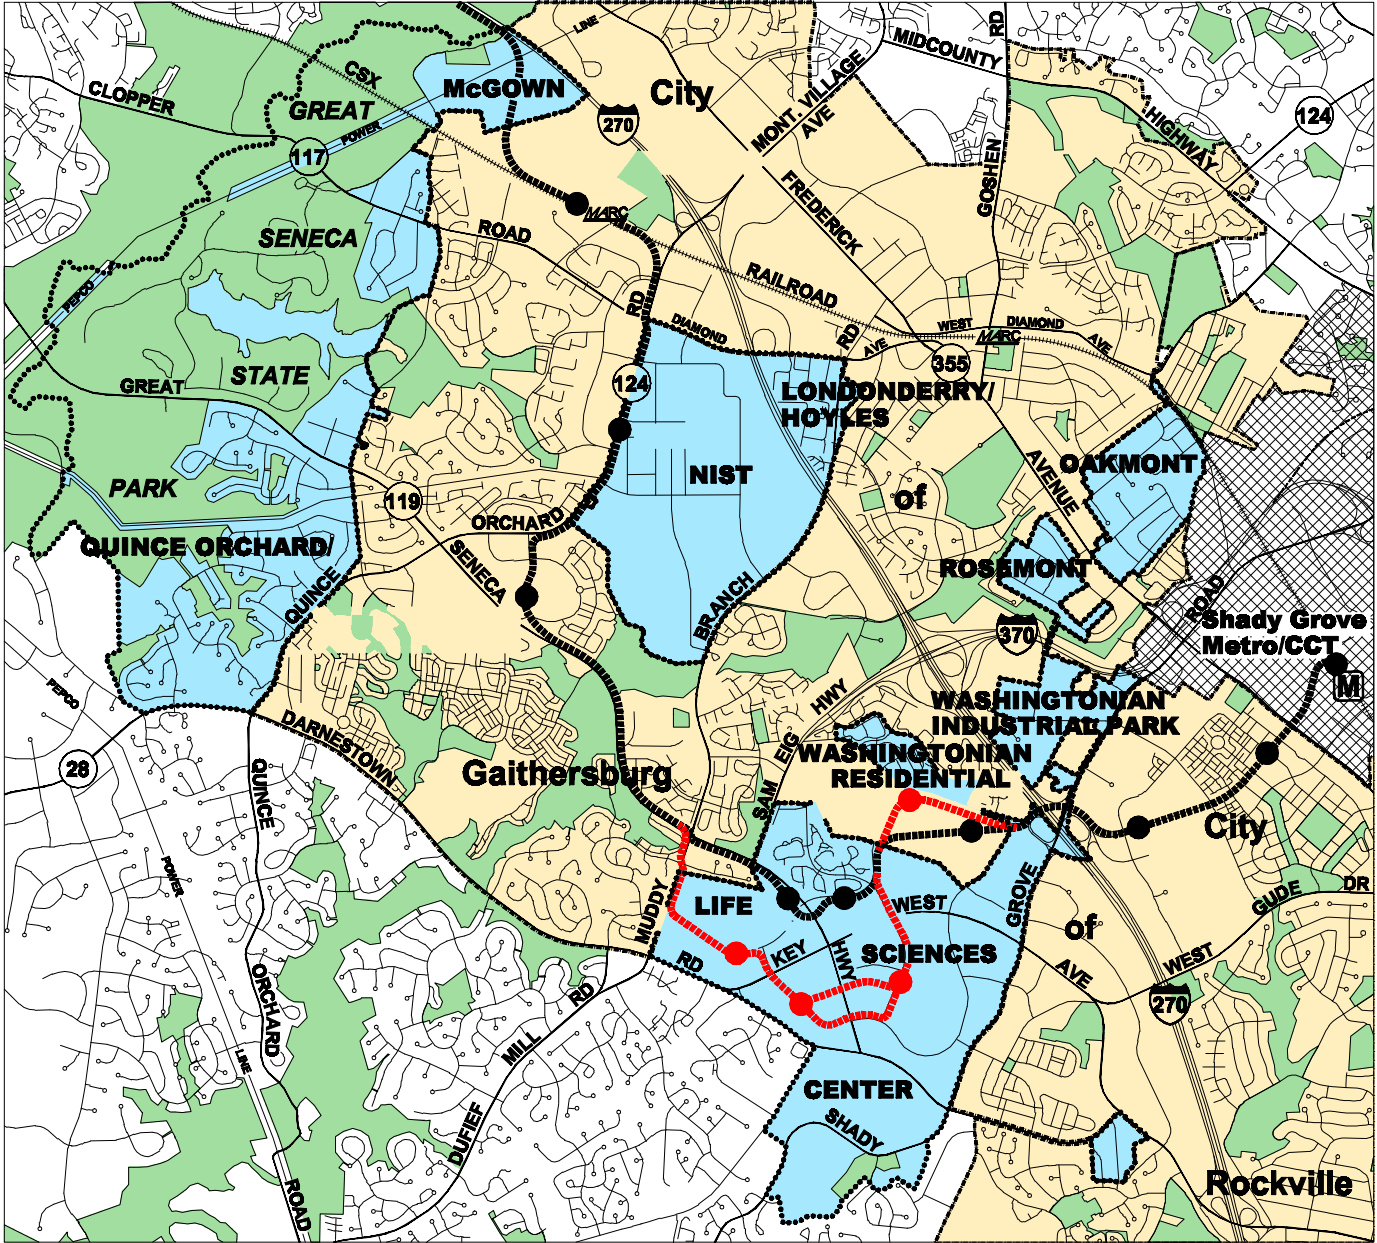 LINE
RD
MIDCOUNTY
CSX
McGOWN
City
MONT. VILLAGE
AVE
CLOPPER
GREAT
POWER
270
124
HIGHWAY
117
FREDERICK
GOSHEN
MARC
SENECA
ROAD
PEPCO
RAILROAD
RD
DIAMOND
WEST
DIAMOND
AVE
RD
AVE
MARC
STATE
GREAT
124
355
LONDONDERRY/
HOYLES
PARK
119
NIST
of
AVENUE
OAKMONT
ORCHARD
QUINCE ORCHARD/
SENECA
QUINCE
ROSEMONT
BRANCH
ROAD
370
Shady Grove
Metro/CCT
M
PEPCO
HWY
WASHINGTONIAN
INDUSTRIAL PARK
DARNESTOWN
28
QUINCE
Gaithersburg
EIG
SAM
WASHINGTONIAN
RESIDENTIAL
City
POWER
MUDDY
LIFE
WEST
GROVE
GUDE
DR
of
RD
KEY
HWY
SCIENCES
AVE
WEST
ORCHARD
RD
MILL
270
LINE
CENTER
DUFIEF
SHADY
ROAD
Rockville